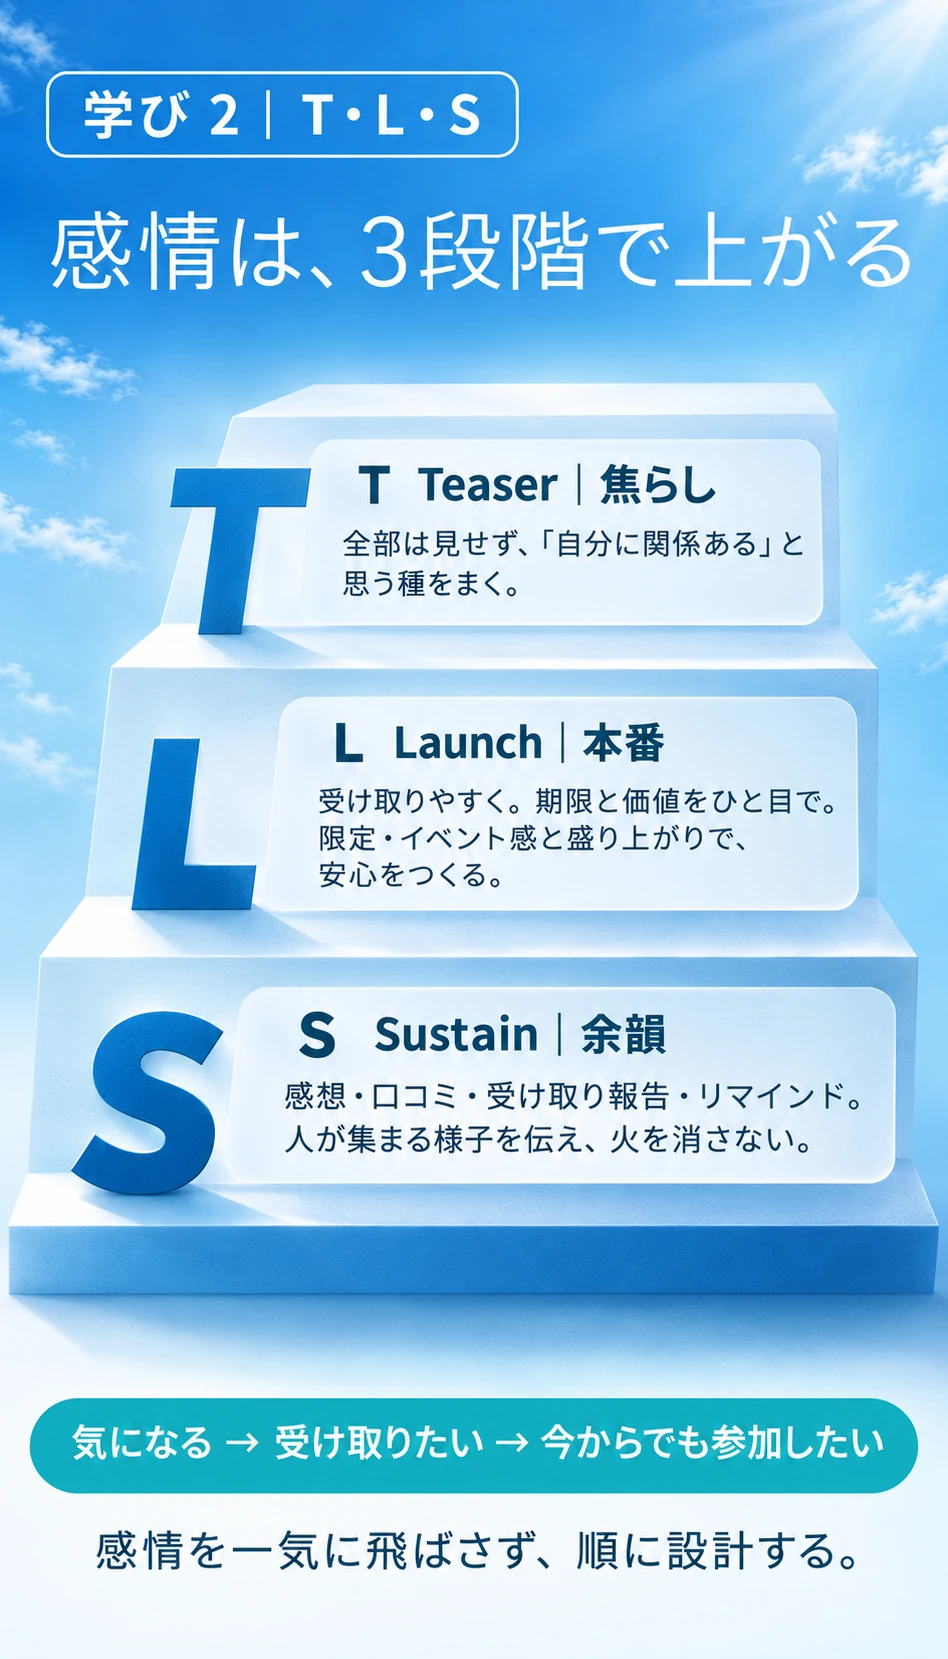 学び 2｜T・L・S
感情は、3段階で上がる
T
T Teaser｜焦らし
全部は見せず、「自分に関係ある」と
思う種をまく。
L
L Launch｜本番
受け取りやすく。期限と価値をひと目で。
限定・イベント感と盛り上がりで、
安心をつくる。
S
S Sustain｜余韻
感想・口コミ・受け取り報告・リマインド。
人が集まる様子を伝え、火を消さない。
気になる → 受け取りたい → 今からでも参加したい
感情を一気に飛ばさず、順に設計する。